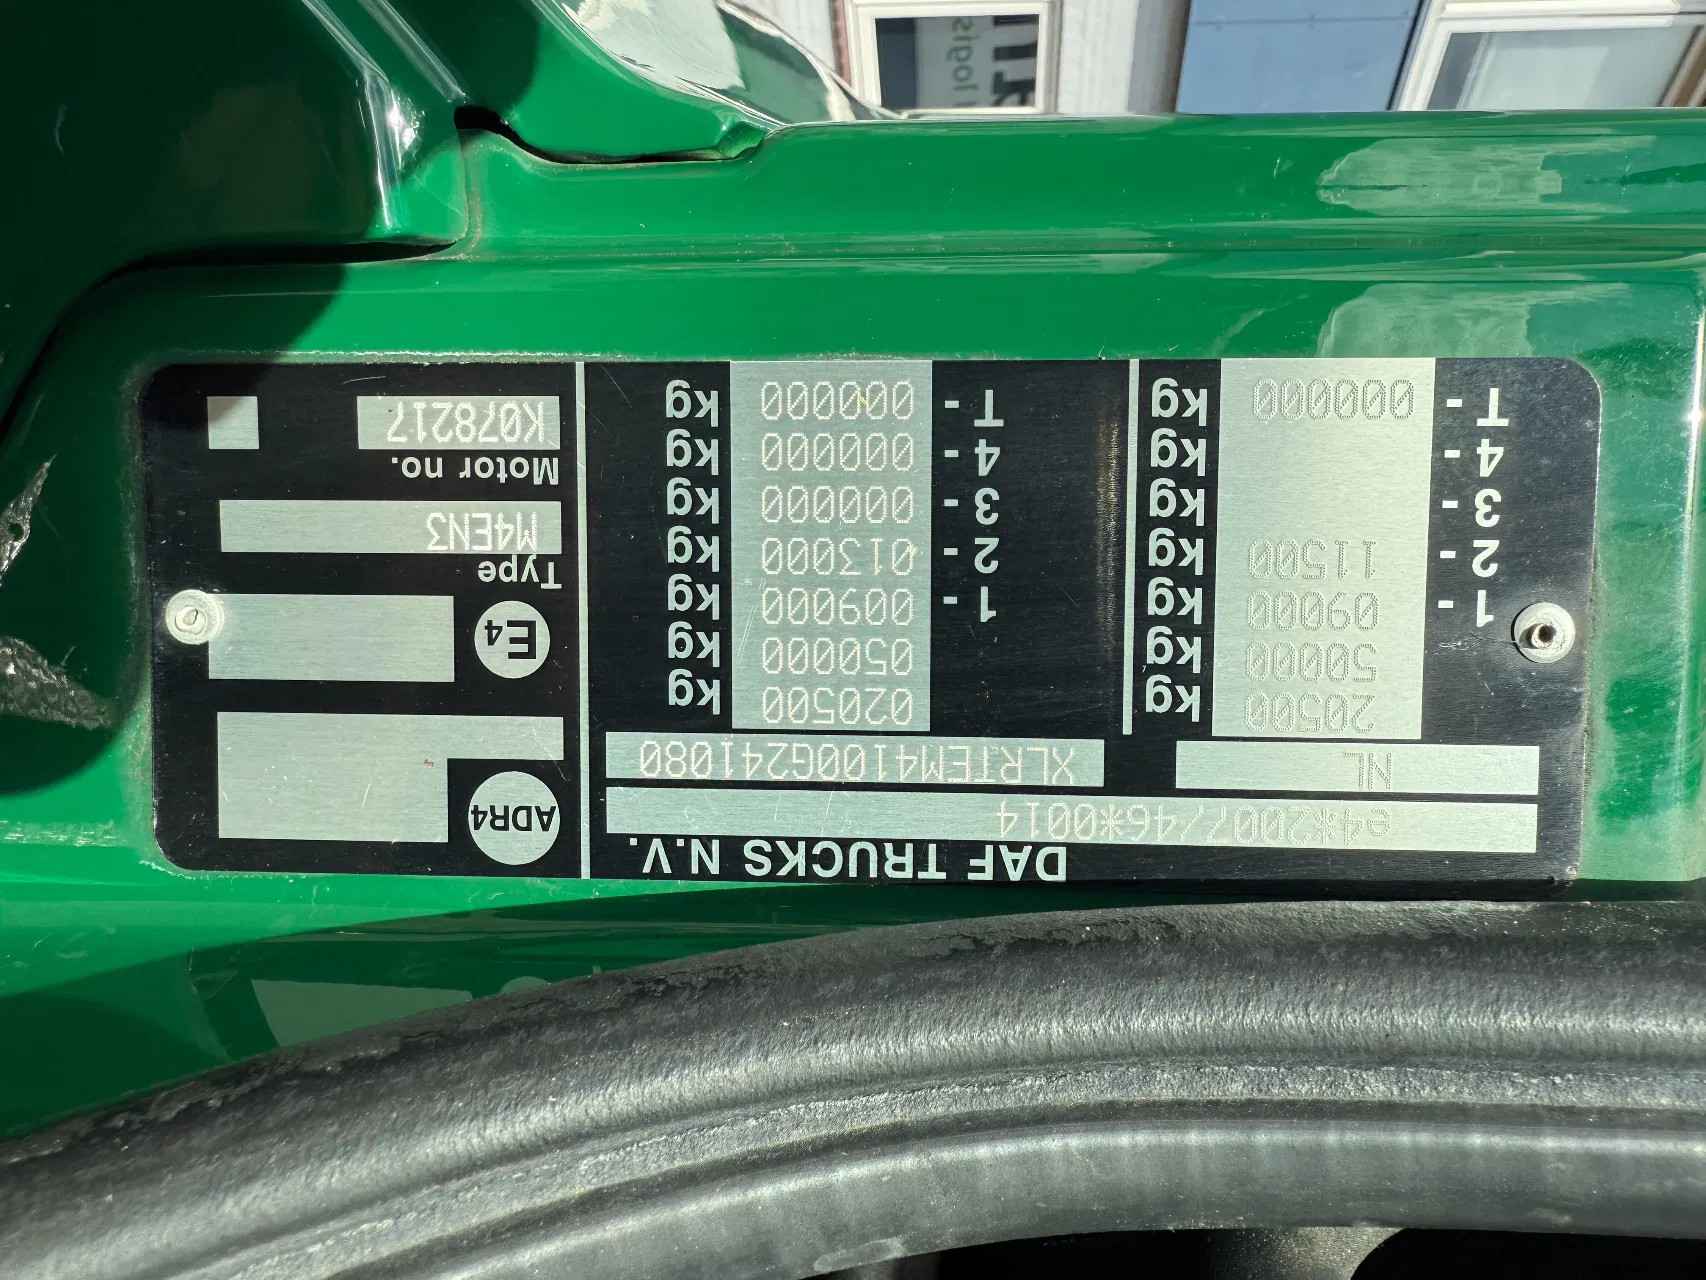 DAF TRUCKS N.V.
e4*2007/46*0014
NL XLRTEM4100G241080
20500 kg 020500 kg
50000 kg 050000 kg
1 - 09000 kg 1 - 009000 kg
2 - 11500 kg 2 - 013000 kg
3 - kg 3 - 000000 kg
4 - kg 4 - 000000 kg
T - 000000 kg T - 000000 kg
ADR4
E4
Type
M4EN3
Motor no.
K078217